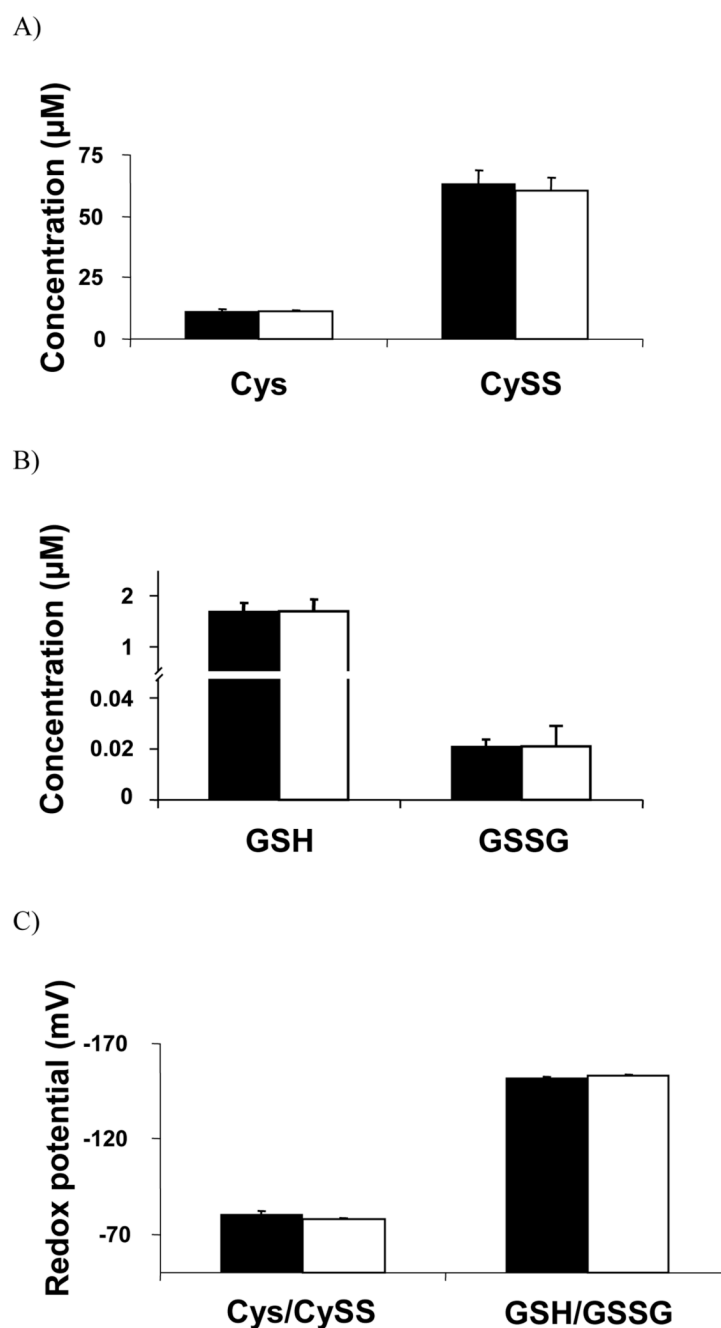 A)
Concentration (µM)
75
50
25
0
Cys
CySS
B)
Concentration (µM)
2
1
0.04
0.02
0
GSH
GSSG
C)
Redox potential (mV)
-170
-120
-70
Cys/CySS
GSH/GSSG